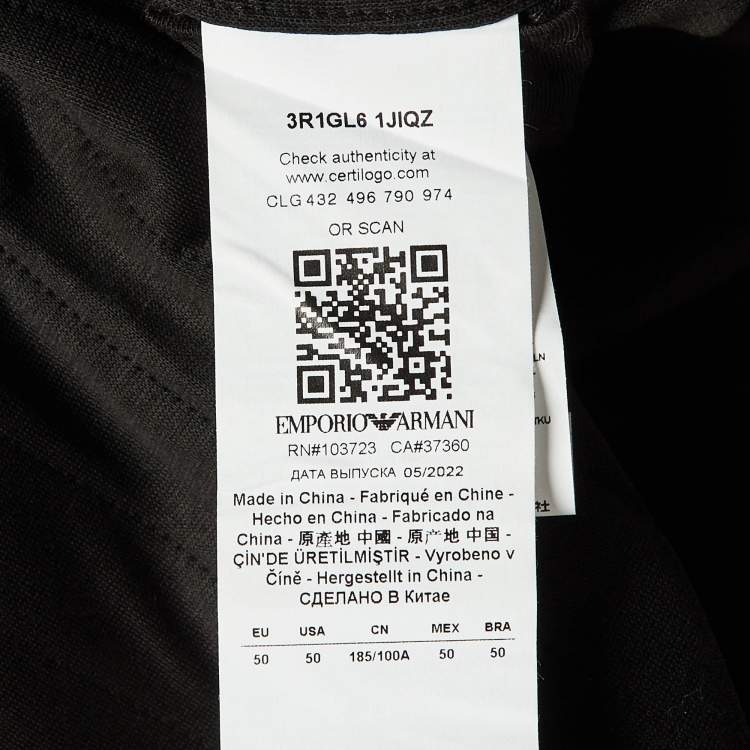 3R1GL6 1JIQZ
Check authenticity at
www.certilogo.com
CLG 432 496 790 974
OR SCAN
EMPORIO ARMANI
RN#103723 CA#37360
ДАТА ВЫПУСКА 05/2022
Made in China - Fabriqué en Chine -
Hecho en China - Fabricado na
China - 原產地 中國 - 原产地 中国 -
ÇİN'DE ÜRETİLMİŞTİR - Vyrobeno v
Číně - Hergestellt in China -
СДЕЛАНО В Китае
EU USA CN MEX BRA
50 50 185/100A 50 50
LN
KU
社